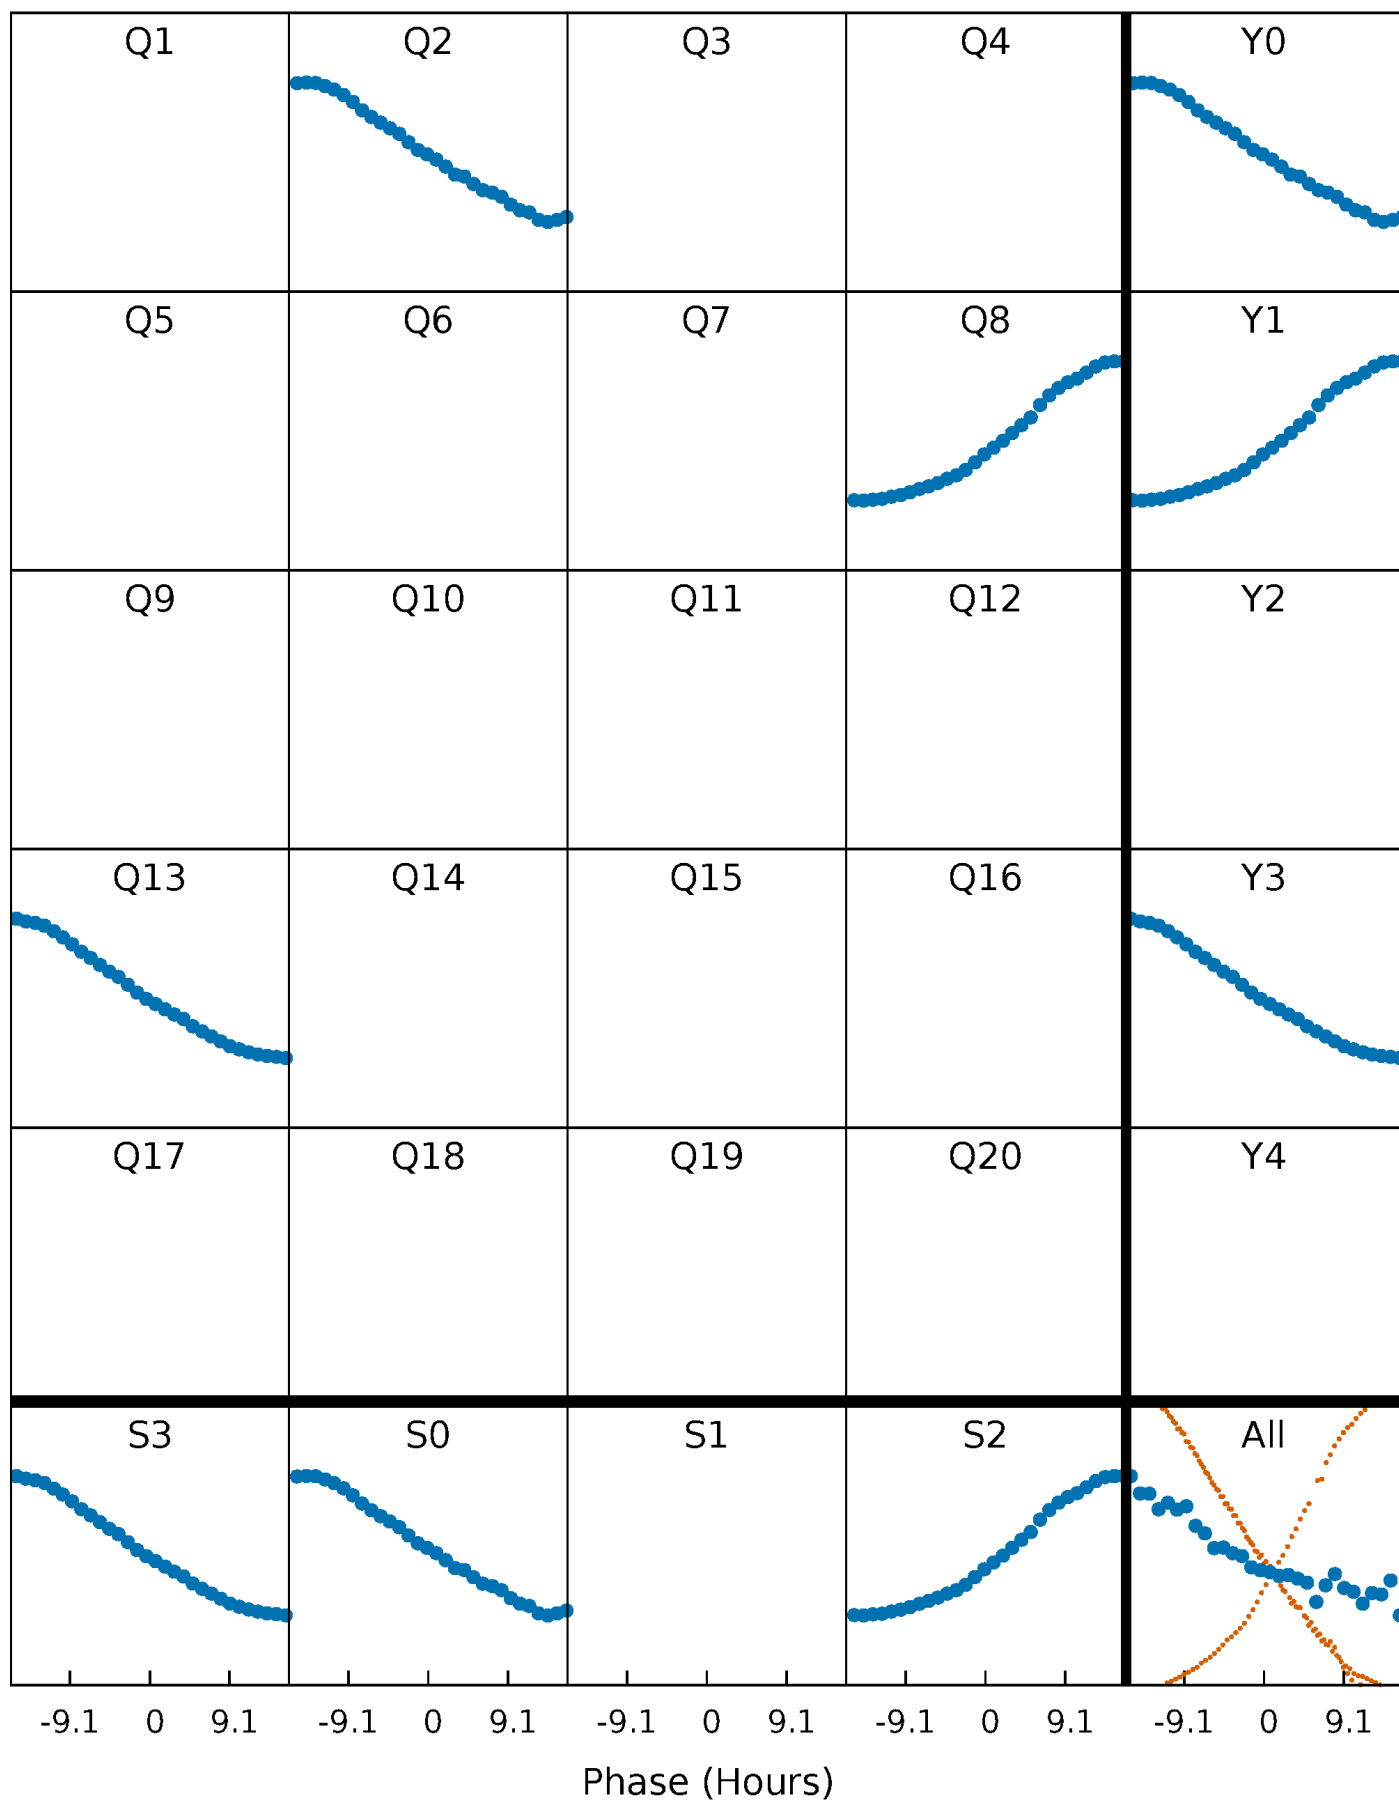 Q1 Q2 Q3 Q4 Y0
Q5 Q6 Q7 Q8 Y1
Q9 Q10 Q11 Q12 Y2
Q13 Q14 Q15 Q16 Y3
Q17 Q18 Q19 Q20 Y4
S3 S0 S1 S2 All
-9.1 0 9.1 -9.1 0 9.1 -9.1 0 9.1 -9.1 0 9.1 -9.1 0 9.1
Phase (Hours)